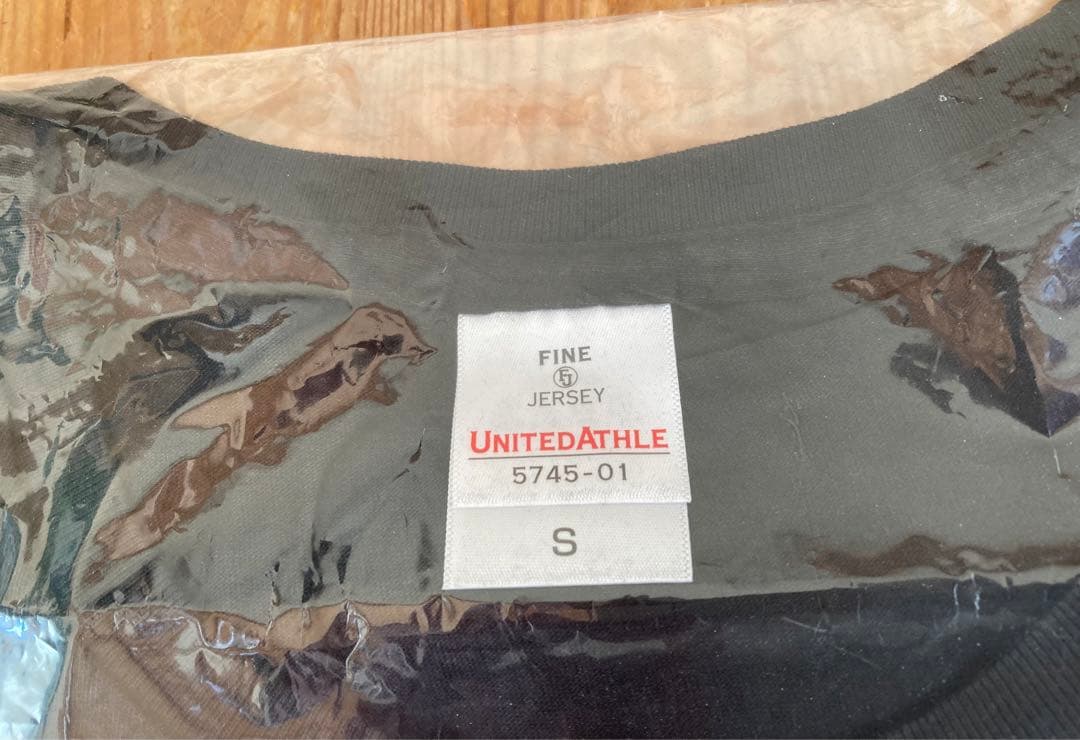 FINE
FJ
JERSEY
UNITEDATHLE
5745-01
S